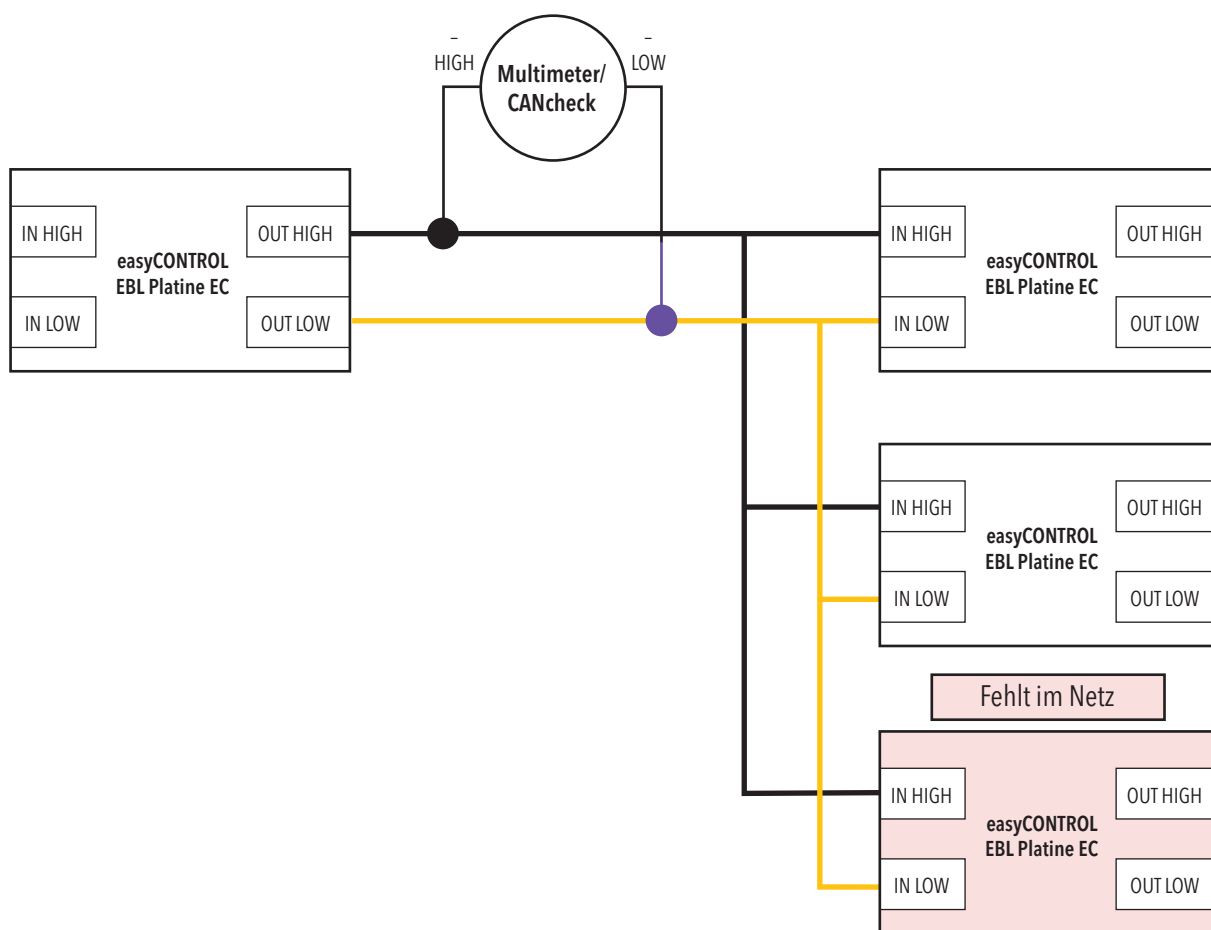 –
HIGH
–
LOW
Multimeter/
CANcheck
IN HIGH
OUT HIGH
easyCONTROL
EBL Platine EC
IN LOW
OUT LOW
IN HIGH
OUT HIGH
easyCONTROL
EBL Platine EC
IN LOW
OUT LOW
IN HIGH
OUT HIGH
easyCONTROL
EBL Platine EC
IN LOW
OUT LOW
Fehlt im Netz
IN HIGH
OUT HIGH
easyCONTROL
EBL Platine EC
IN LOW
OUT LOW